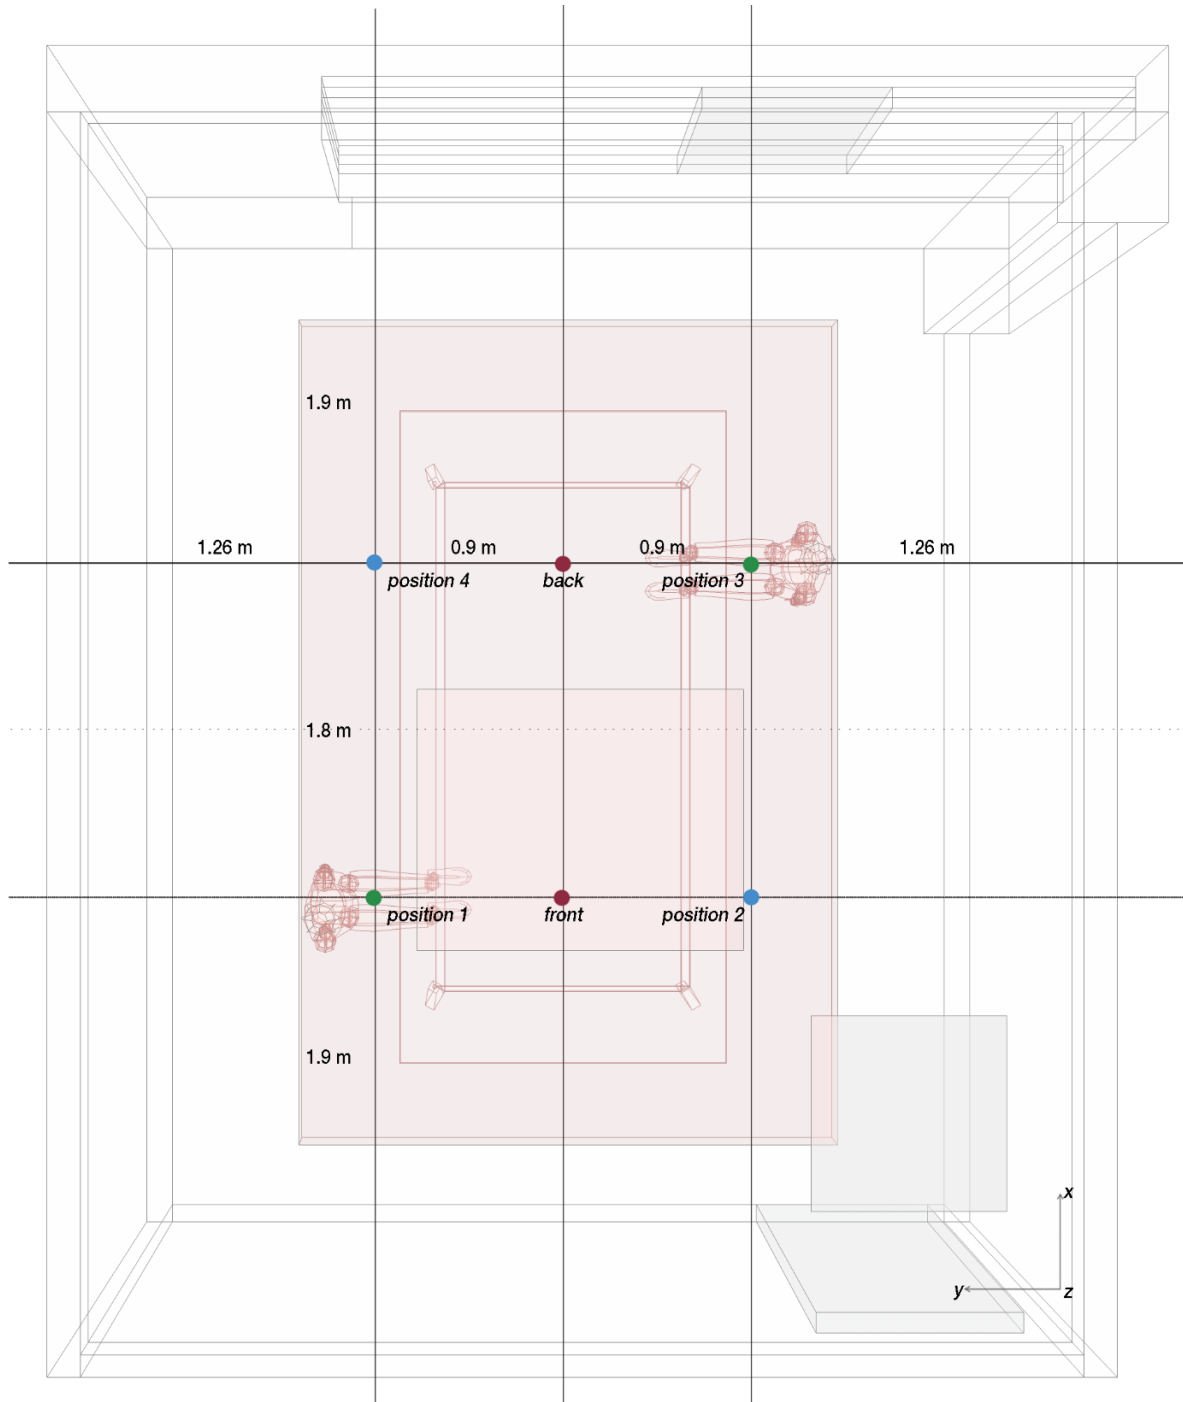 1.9 m
1.26 m
0.9 m
0.9 m
1.26 m
position 4
back
position 3
1.8 m
position 1
front
position 2
1.9 m
x
y
z